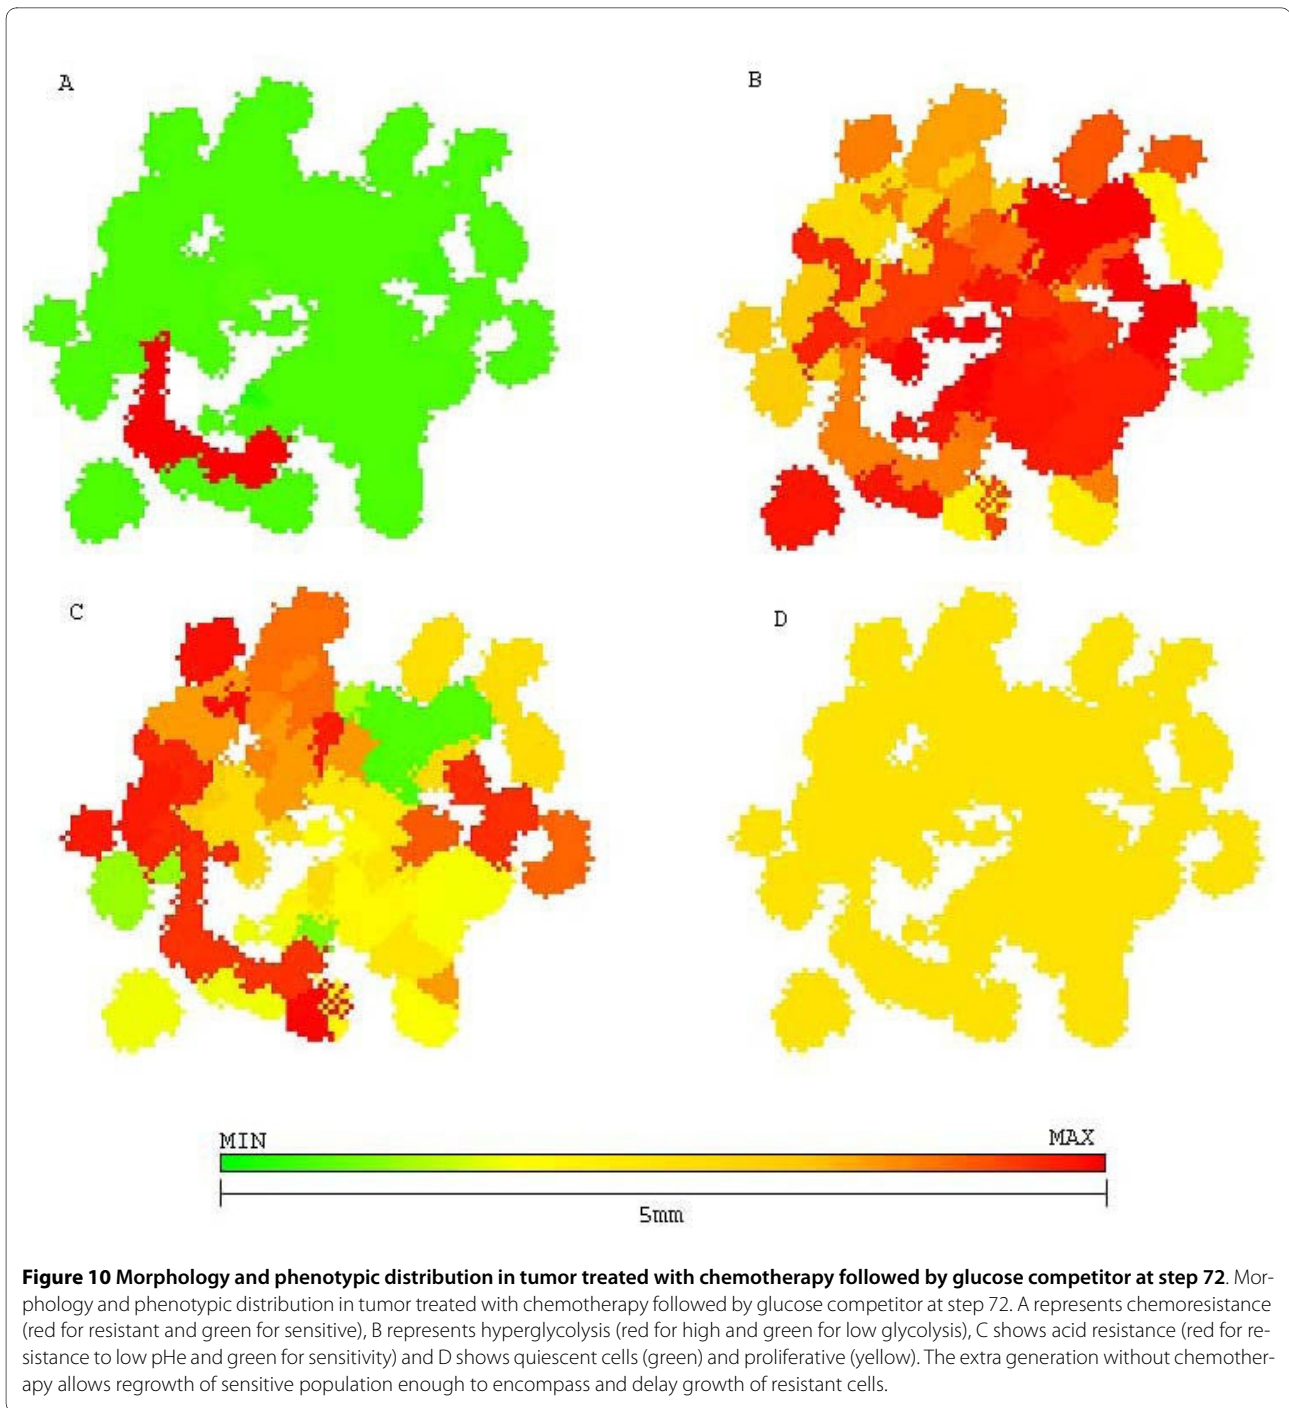 A
B
C
D
MIN
MAX
5mm
Figure 10 Morphology and phenotypic distribution in tumor treated with chemotherapy followed by glucose competitor at step 72. Mor-
phology and phenotypic distribution in tumor treated with chemotherapy followed by glucose competitor at step 72. A represents chemoresistance
(red for resistant and green for sensitive), B represents hyperglycolysis (red for high and green for low glycolysis), C shows acid resistance (red for re-
sistance to low pHe and green for sensitivity) and D shows quiescent cells (green) and proliferative (yellow). The extra generation without chemother-
apy allows regrowth of sensitive population enough to encompass and delay growth of resistant cells.